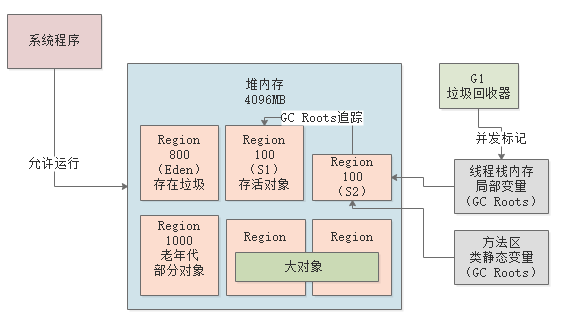 系统程序
堆内存
4096MB
G1
垃圾回收器
GC Roots追踪
并发标记
允许运行
Region
800
(Eden)
存在垃圾
Region
100
(S1)
存活对象
Region
100
(S2)
线程栈内存
局部变量
(GC Roots)
Region
1000
老年代
部分对象
Region
Region
大对象
方法区
类静态变量
(GC Roots)